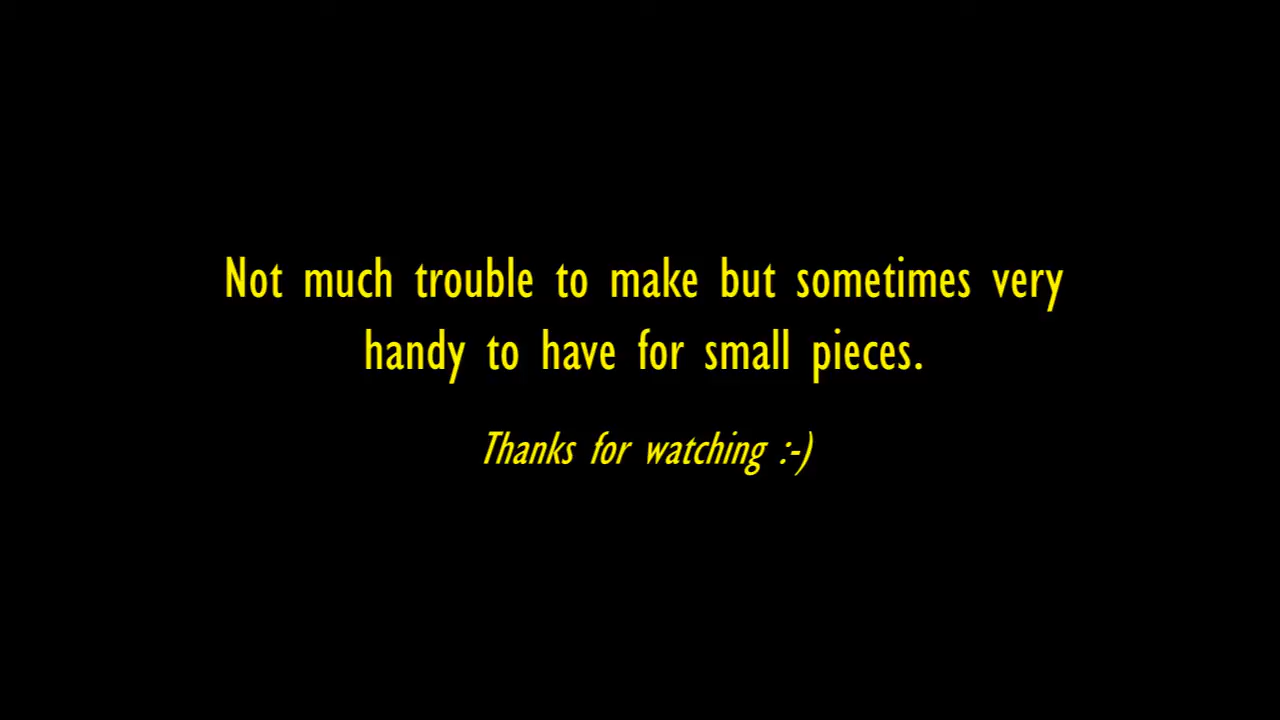 Not much trouble to make but sometimes very
handy to have for small pieces.
Thanks for watching :-)